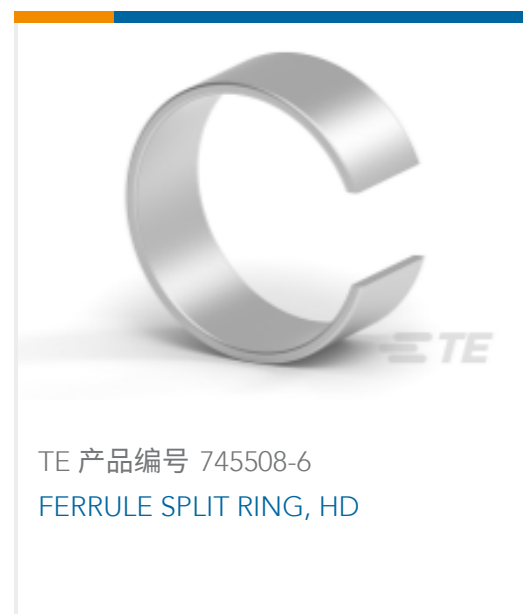 TE
TE 产品编号 745508-6
FERRULE SPLIT RING, HD